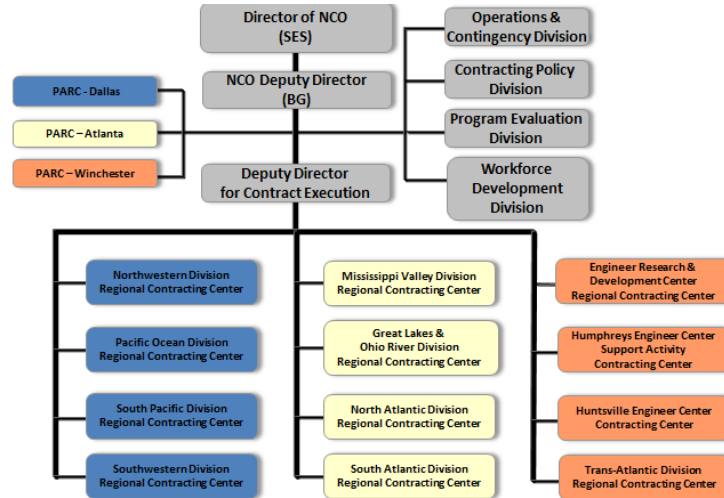 Director of NCO
(SES)
NCO Deputy Director
(BG)
Operations &
Contingency Division
Contracting Policy
Division
Program Evaluation
Division
Workforce
Development
Division
PARC - Dallas
PARC – Atlanta
PARC – Winchester
Deputy Director
for Contract Execution
Northwestern Division
Regional Contracting Center
Pacific Ocean Division
Regional Contracting Center
South Pacific Division
Regional Contracting Center
Southwestern Division
Regional Contracting Center
Mississippi Valley Division
Regional Contracting Center
Great Lakes &
Ohio River Division
Regional Contracting Center
North Atlantic Division
Regional Contracting Center
South Atlantic Division
Regional Contracting Center
Engineer Research &
Development Center
Regional Contracting Center
Humphreys Engineer Center
Support Activity
Contracting Center
Huntsville Engineer Center
Contracting Center
Trans-Atlantic Division
Regional Contracting Center